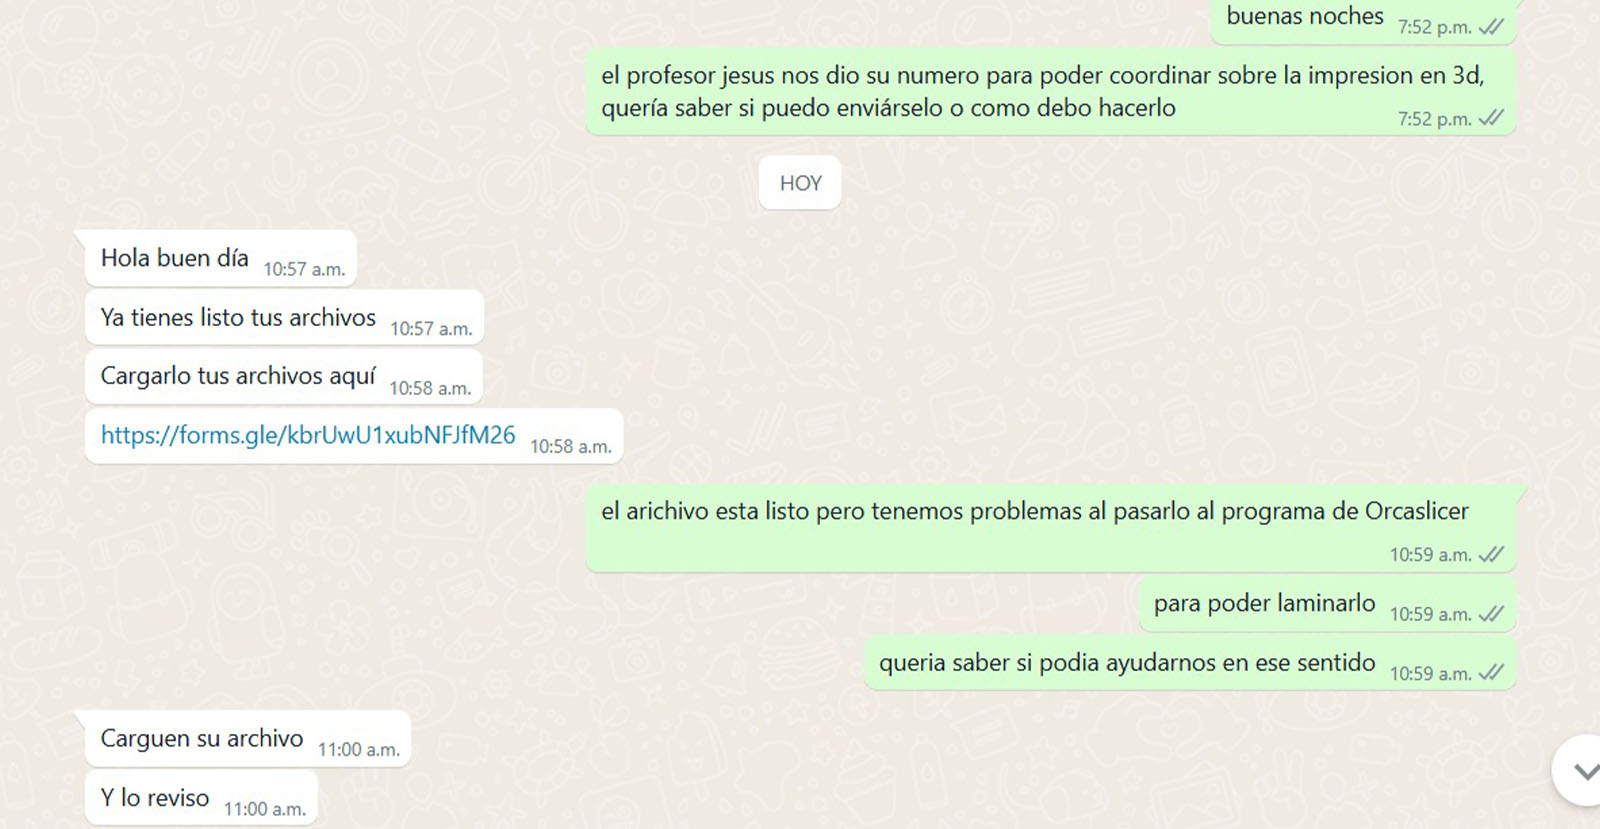 buenas noches 7:52 p.m.
el profesor jesus nos dio su numero para poder coordinar sobre la impresion en 3d,
quería saber si puedo enviárselo o como debo hacerlo 7:52 p.m.
HOY
Hola buen día 10:57 a.m.
Ya tienes listo tus archivos 10:57 a.m.
Cargarlo tus archivos aquí 10:58 a.m.
https://forms.gle/kbrUwU1xubNFJfM26 10:58 a.m.
el arichivo esta listo pero tenemos problemas al pasarlo al programa de Orcaslicer
10:59 a.m.
para poder laminarlo 10:59 a.m.
queria saber si podia ayudarnos en ese sentido 10:59 a.m.
Carguen su archivo 11:00 a.m.
Y lo reviso 11:00 a.m.